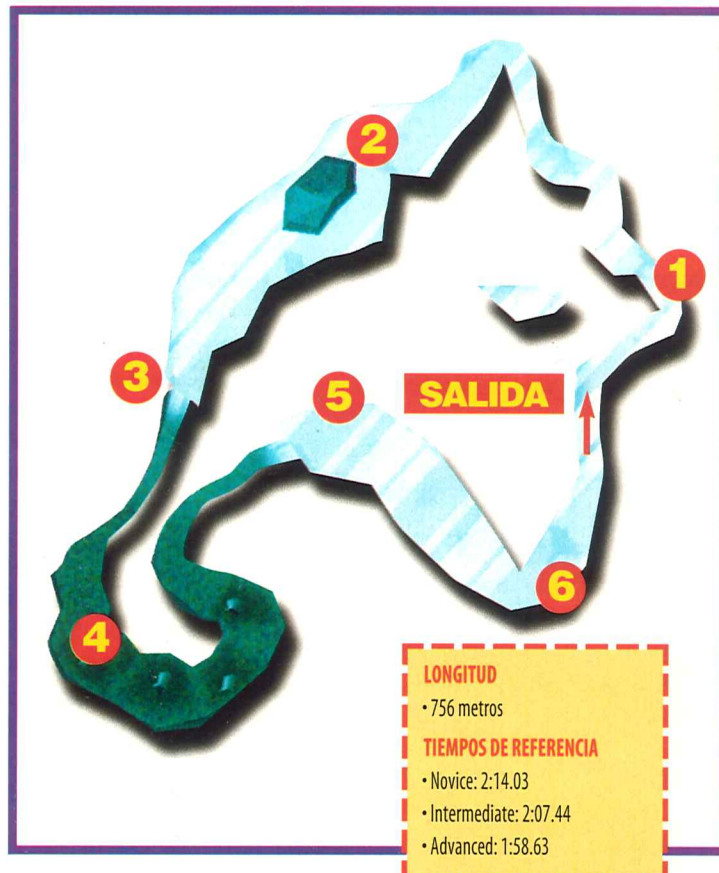 2
1
3
5
SALIDA
6
4
LONGITUD
• 756 metros
TIEMPOS DE REFERENCIA
• Novice: 2:14.03
• Intermediate: 2:07.44
• Advanced: 1:58.63